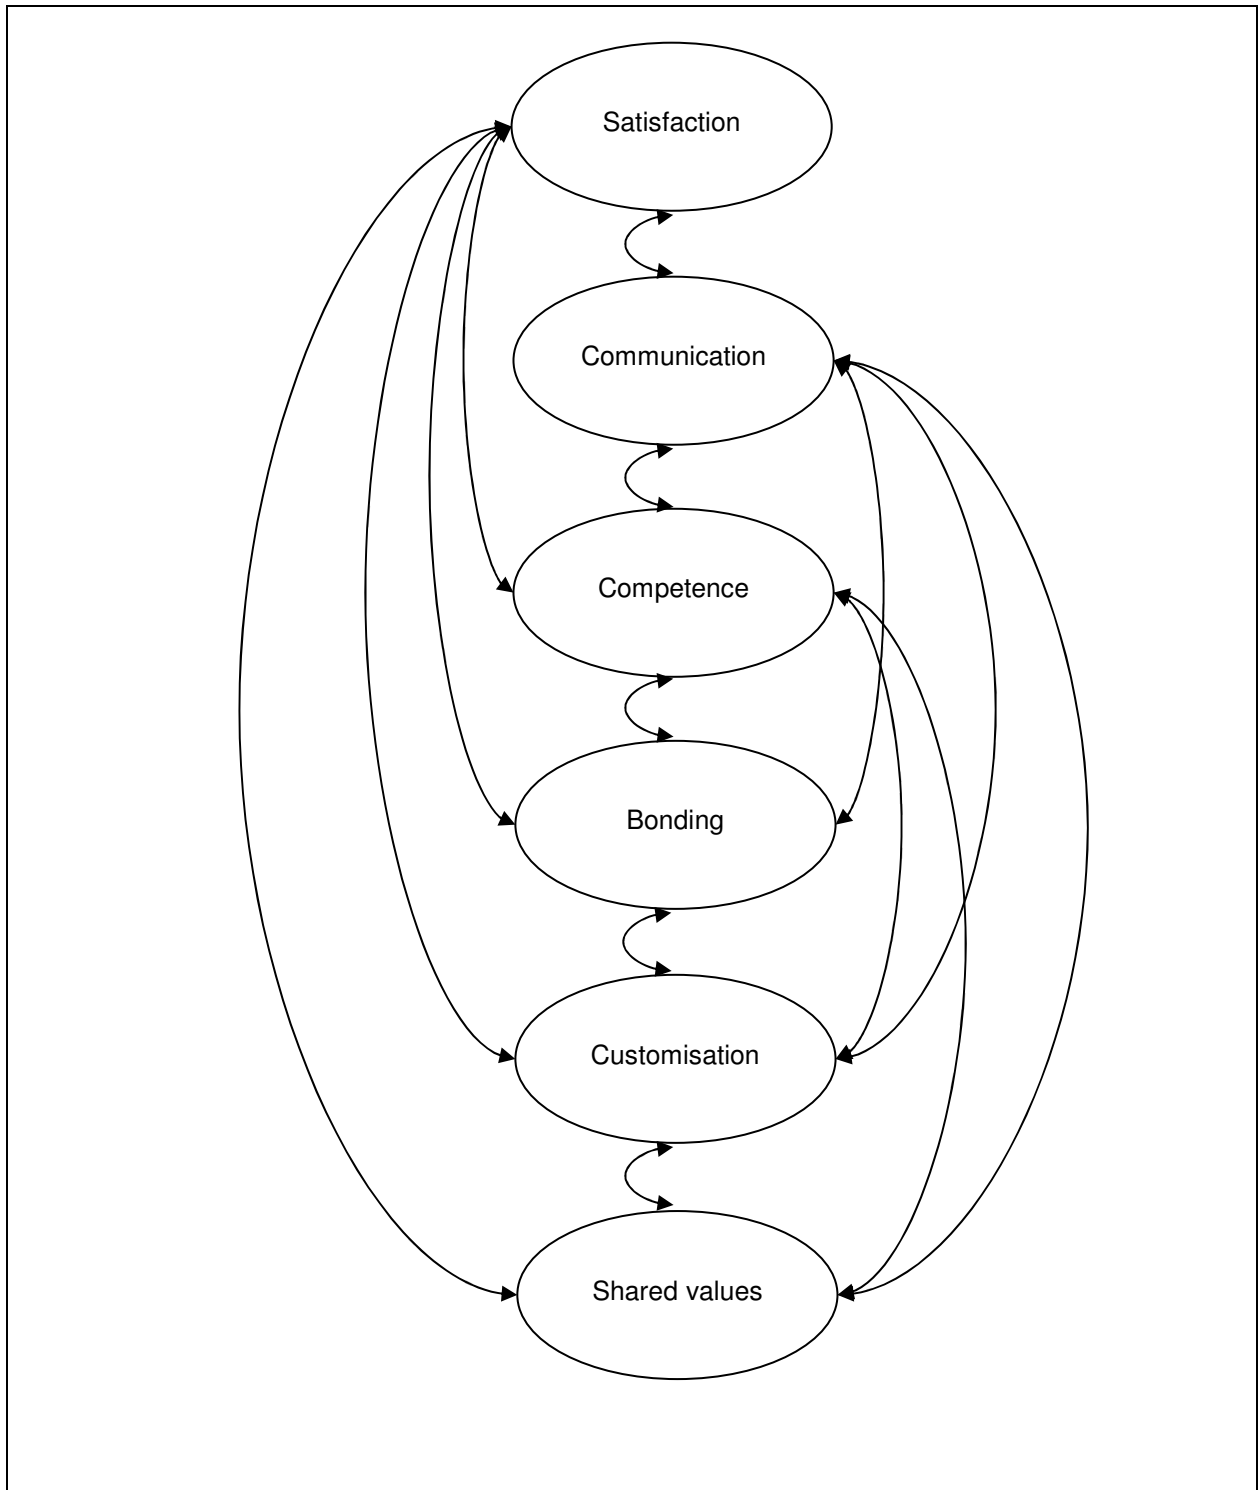 Satisfaction
Communication
Competence
Bonding
Customisation
Shared values